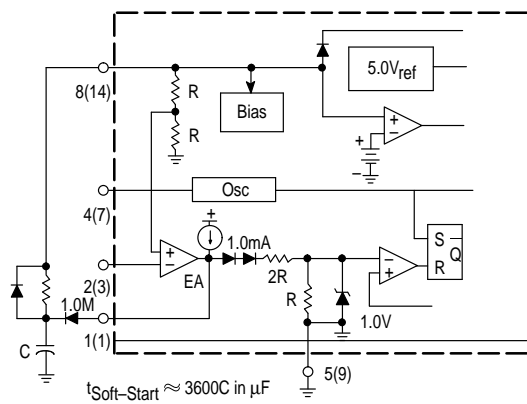 5.0Vref
8(14)
R
Bias
R
+
−
+
−
Osc
4(7)
+
1.0mA
S
Q
R
+
−
2(3)
EA
2R
−
+
R
1.0M
1.0V
1(1)
C
5(9)
tSoft–Start ≈ 3600C in µF